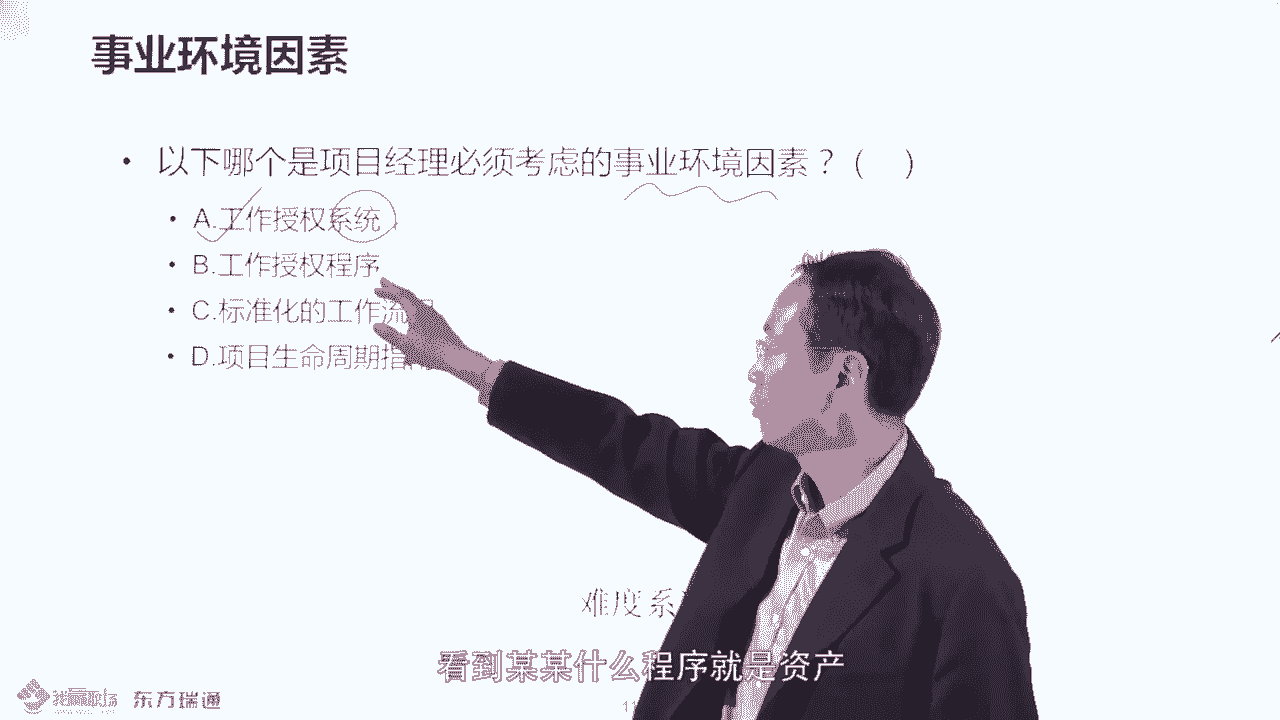 事业环境因素
• 以下哪个是项目经理必须考虑的事业环境因素？（ ）
• A.工作授权系统
• B.工作授权程序
• C.标准化的工作流
• D.项目生命周期指
难度系
看到某某什么程序就是资产
东方瑞通
11